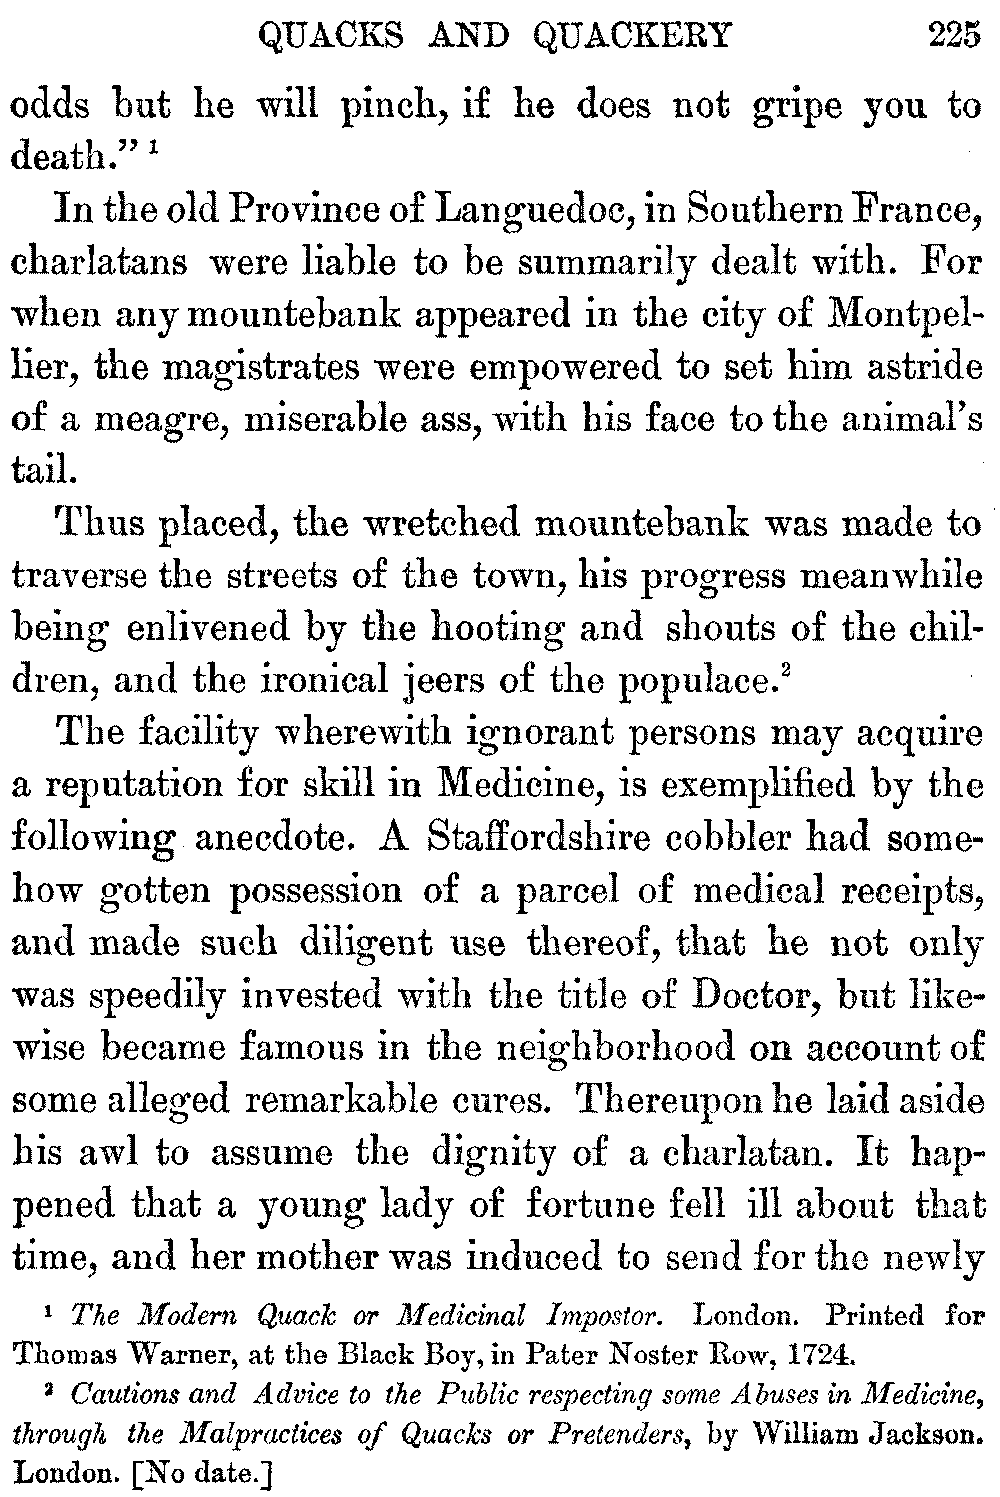 QUACKS AND QUACKERY 225
odds but he will pinch, if he does not gripe you to
death.” ¹
In the old Province of Languedoc, in Southern France,
charlatans were liable to be summarily dealt with. For
when any mountebank appeared in the city of Montpel-
lier, the magistrates were empowered to set him astride
of a meagre, miserable ass, with his face to the animal's
tail.
Thus placed, the wretched mountebank was made to
traverse the streets of the town, his progress meanwhile
being enlivened by the hooting and shouts of the chil-
dren, and the ironical jeers of the populace.²
The facility wherewith ignorant persons may acquire
a reputation for skill in Medicine, is exemplified by the
following anecdote. A Staffordshire cobbler had some-
how gotten possession of a parcel of medical receipts,
and made such diligent use thereof, that he not only
was speedily invested with the title of Doctor, but like-
wise became famous in the neighborhood on account of
some alleged remarkable cures. Thereupon he laid aside
his awl to assume the dignity of a charlatan. It hap-
pened that a young lady of fortune fell ill about that
time, and her mother was induced to send for the newly
¹ The Modern Quack or Medicinal Impostor. London. Printed for
Thomas Warner, at the Black Boy, in Pater Noster Row, 1724.
² Cautions and Advice to the Public respecting some Abuses in Medicine,
through the Malpractices of Quacks or Pretenders, by William Jackson.
London. [No date.]